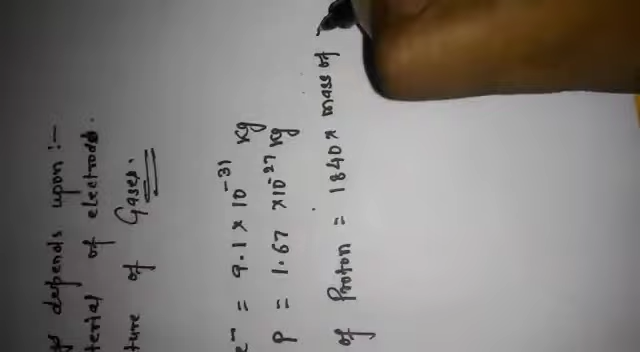 depends upon :-
terial of electrode.
ture of Gases.
e⁻ = 9.1 x 10⁻³¹ Kg
P = 1.67 x10⁻²⁷ Kg
of Proton = 1840 x mass of